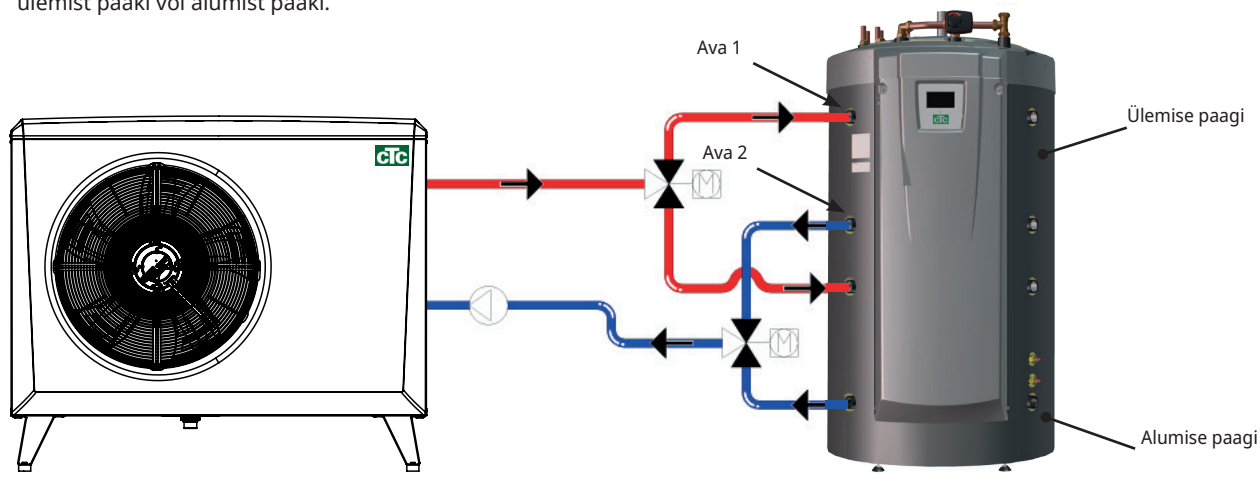 ülemist paaki või alumist paaki.
Ava 1
Ülemise paagi
Ava 2
CTC
CTC
M
M
Alumise paagi